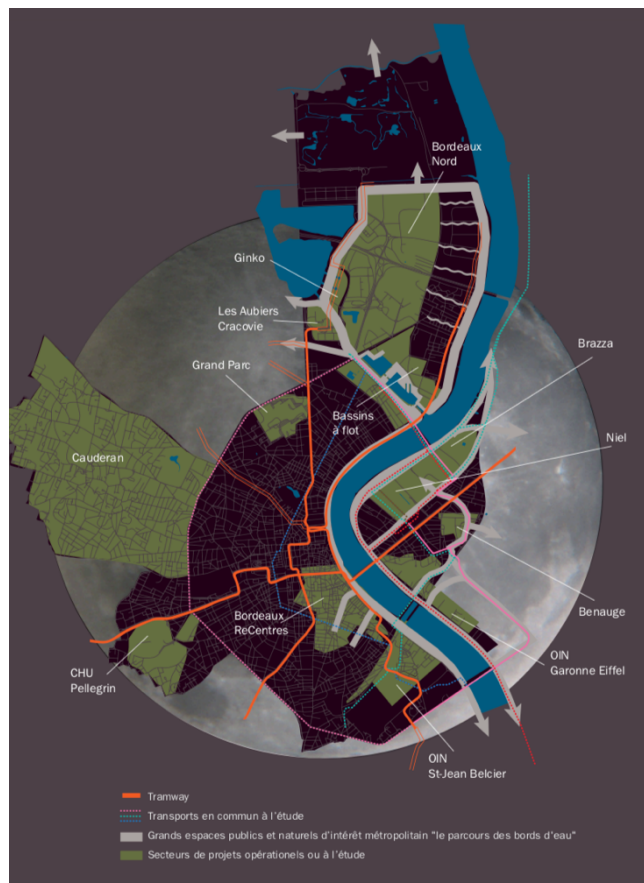 Bordeaux
Nord
Ginko
Les Aubiers
Cracovie
Brazza
Grand Parc
Bassins
à flot
Niel
Cauderan
Bordeaux
ReCentres
Benauge
CHU
Pellegrin
OIN
Garonne Eiffel
OIN
St-Jean Belcier
Tramway
Transports en commun à l'étude
Grands espaces publics et naturels d'intérêt métropolitain "le parcours des bords d'eau"
Secteurs de projets opérationels ou à l'étude